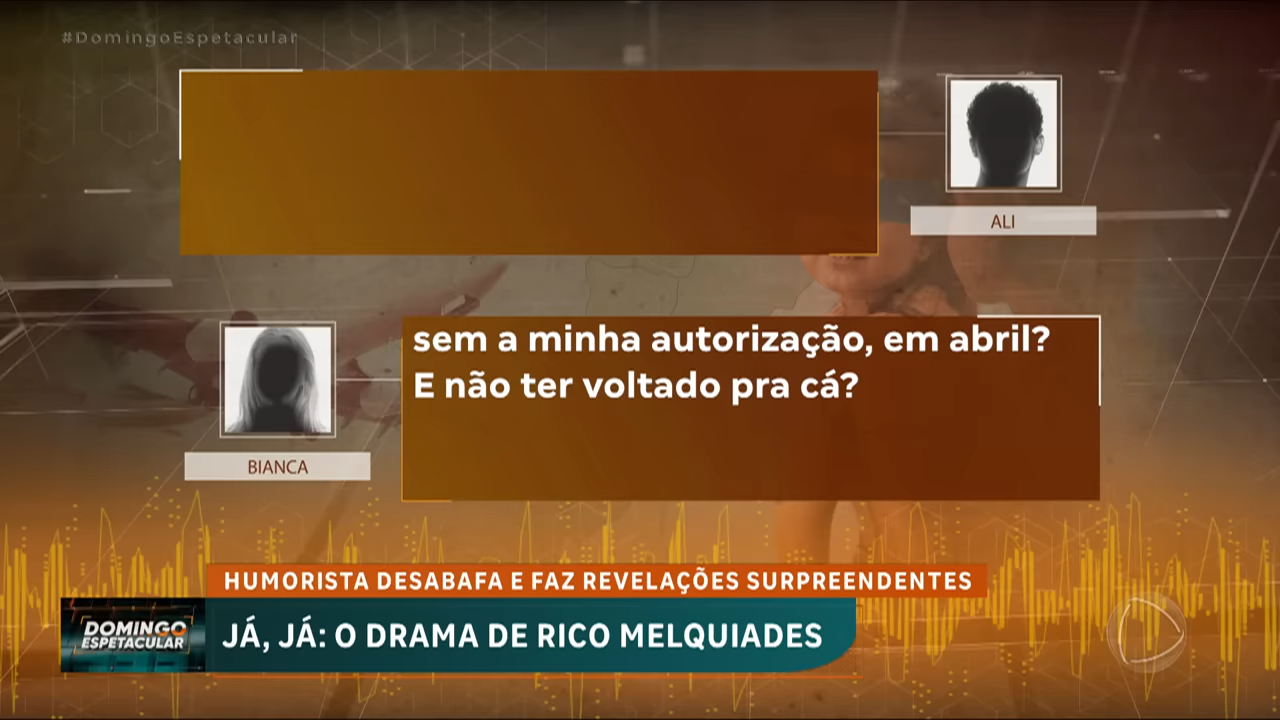 #DomingoEspetacular
ALI
sem a minha autorização, em abril?
E não ter voltado pra cá?
BIANCA
HUMORISTA DESABAFA E FAZ REVELAÇÕES SURPREENDENTES
DOMINGO
ESPETACULAR
JÁ, JÁ: O DRAMA DE RICO MELQUIADES